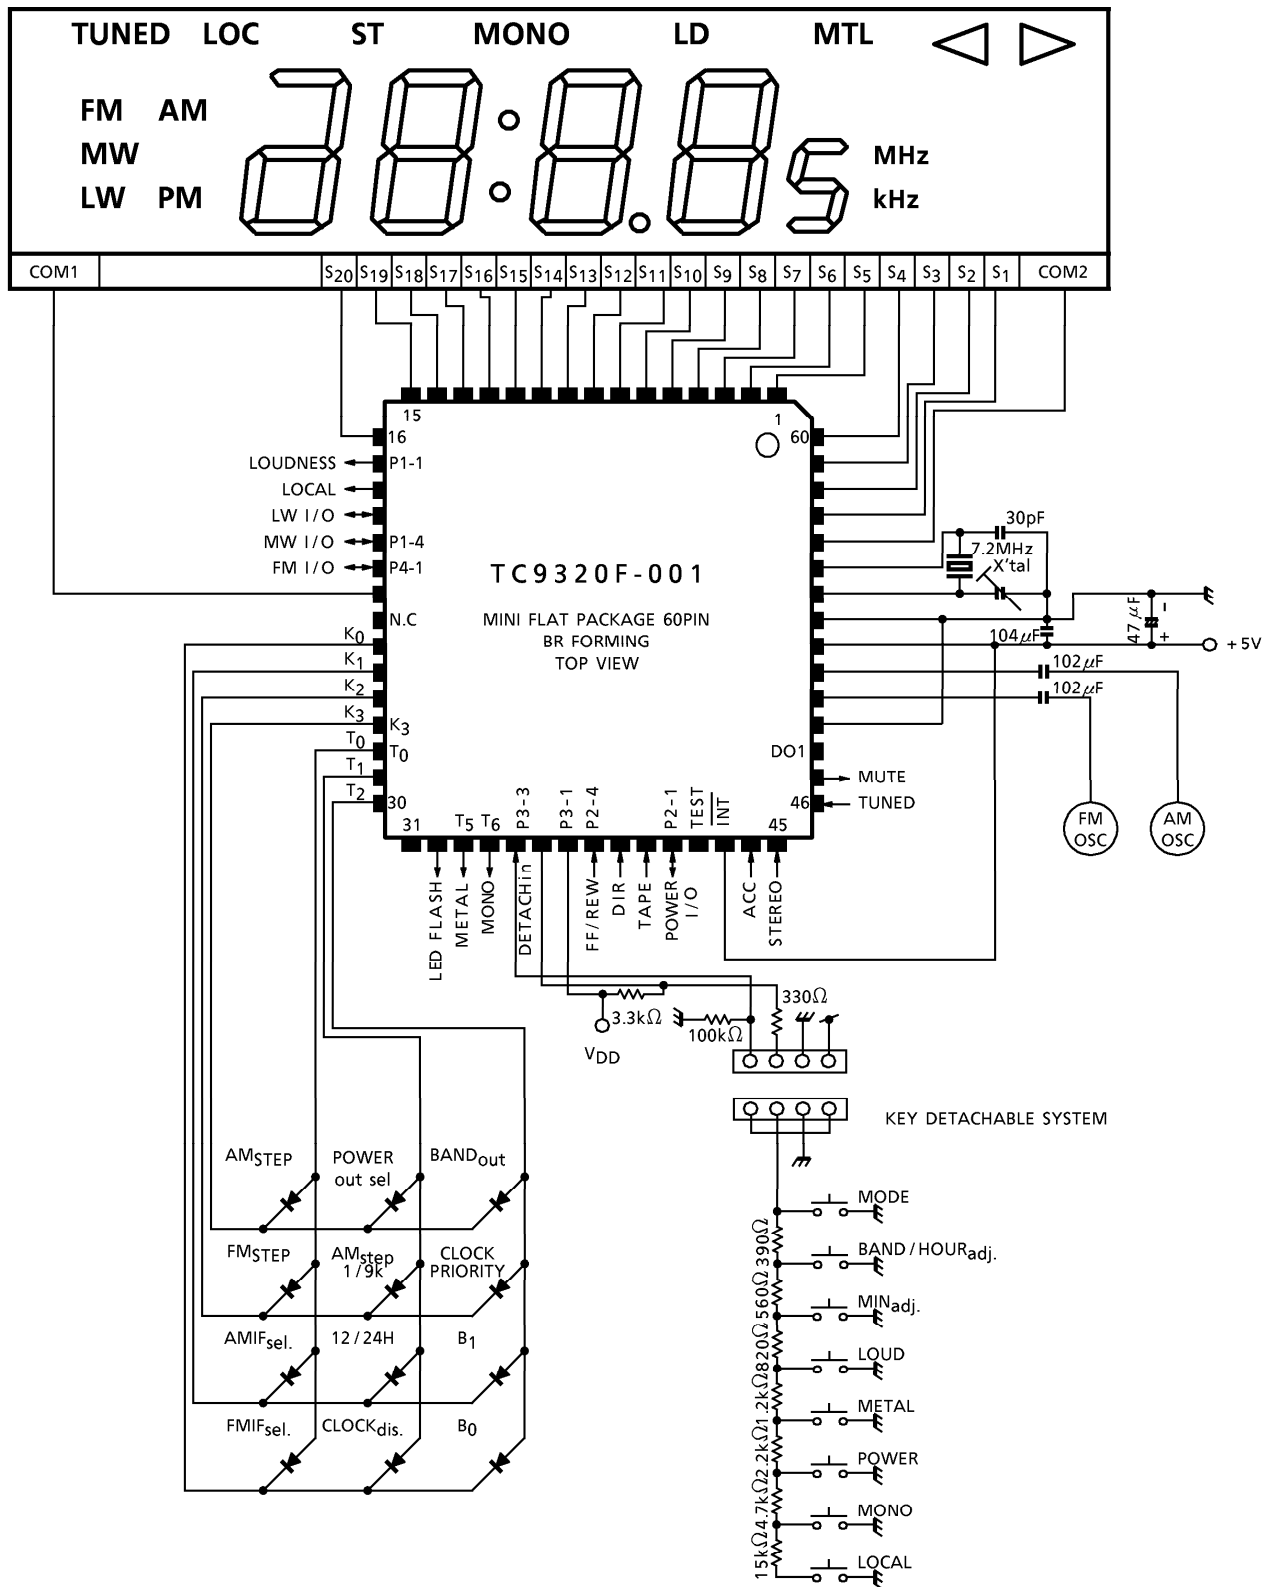 TUNED LOC ST MONO LD MTL
FM AM
MW
LW PM
28:8.8 5
MHz
kHz
COM1 S20 S19 S18 S17 S16 S15 S14 S13 S12 S11 S10 S9 S8 S7 S6 S5 S4 S3 S2 S1 COM2
15 1
16 60
LOUDNESS P1-1
LOCAL
LW I/O
MW I/O P1-4
FM I/O P4-1
30pF
7.2MHz
X'tal
TC9320F-001
N.C
MINI FLAT PACKAGE 60PIN
BR FORMING
TOP VIEW
104μF
47μF
-
+
+5V
102μF
102μF
K0
K1
K2
K3 K3
T0 T0
T1
T2 30
DO1
MUTE
46 TUNED
31 T5 T6 P3-3 P3-1 P2-4 P2-1 TEST INT 45
FM
OSC
AM
OSC
LED FLASH
METAL
MONO
DETACHin
FF/REW
DIR
TAPE
POWER
I/O
ACC
STEREO
3.3kΩ
VDD
100kΩ
330Ω
KEY DETACHABLE SYSTEM
AMSTEP
POWER
out sel
BANDout
FMSTEP
AMstep
1/9k
CLOCK
PRIORITY
AMIFsel.
12/24H
B1
FMIFsel.
CLOCKdis.
B0
MODE
390Ω
BAND/HOURadj.
560Ω
MINadj.
820Ω
LOUD
1.2kΩ
METAL
2.2kΩ
POWER
4.7kΩ
MONO
15kΩ
LOCAL